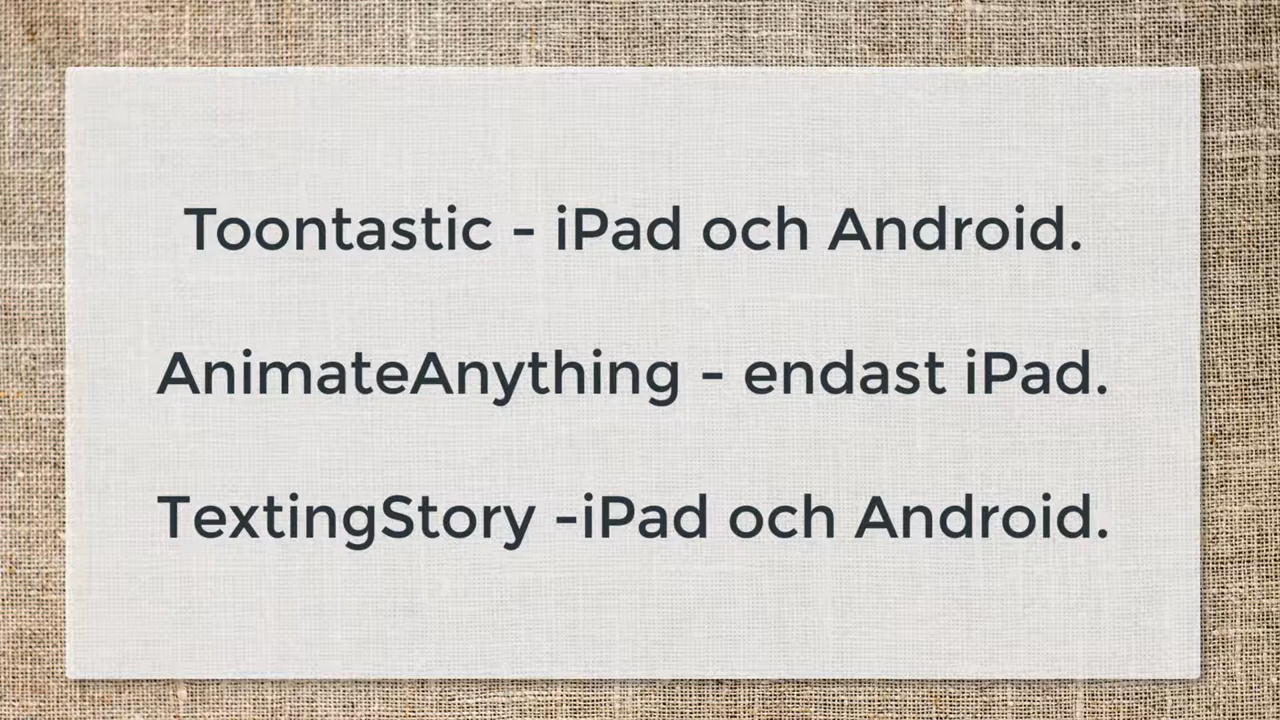 Toontastic - iPad och Android.
AnimateAnything - endast iPad.
TextingStory -iPad och Android.